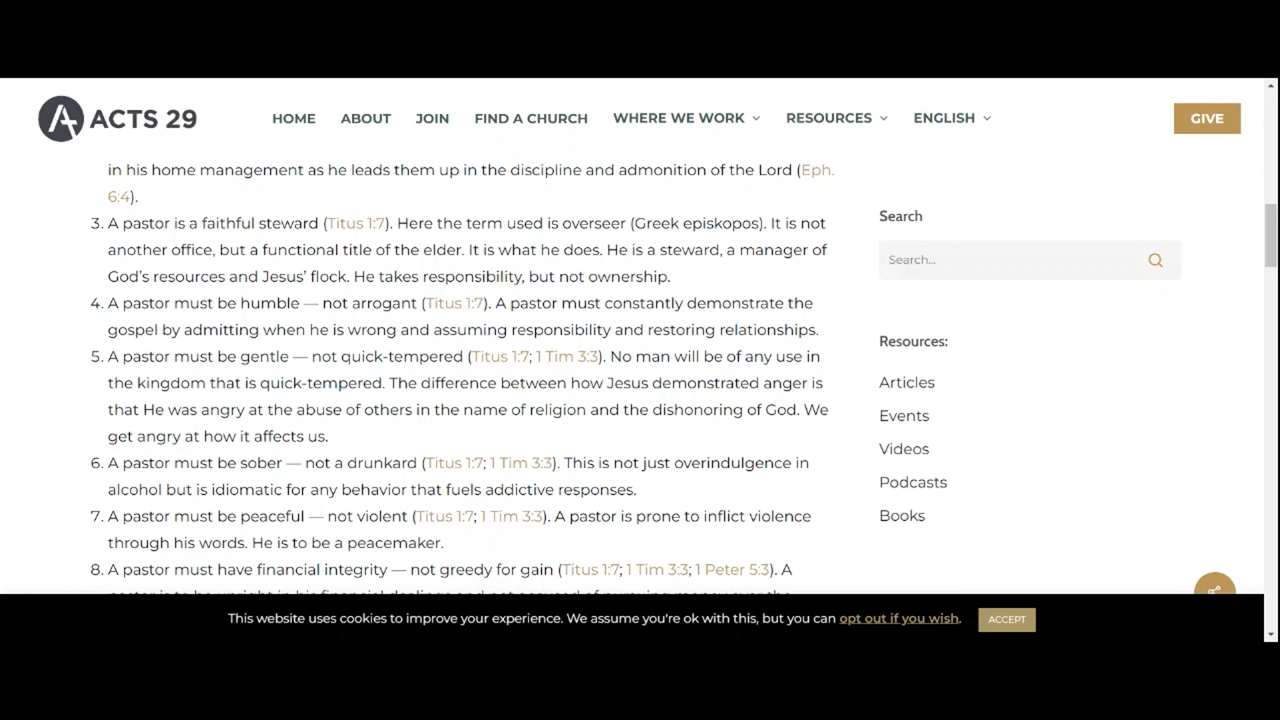 ACTS 29
HOME ABOUT JOIN FIND A CHURCH WHERE WE WORK RESOURCES ENGLISH GIVE
in his home management as he leads them up in the discipline and admonition of the Lord (Eph.
6:4).
3. A pastor is a faithful steward (Titus 1:7). Here the term used is overseer (Greek episkopos). It is not
another office, but a functional title of the elder. It is what he does. He is a steward, a manager of
God's resources and Jesus' flock. He takes responsibility, but not ownership.
4. A pastor must be humble — not arrogant (Titus 1:7). A pastor must constantly demonstrate the
gospel by admitting when he is wrong and assuming responsibility and restoring relationships.
5. A pastor must be gentle — not quick-tempered (Titus 1:7; 1 Tim 3:3). No man will be of any use in
the kingdom that is quick-tempered. The difference between how Jesus demonstrated anger is
that He was angry at the abuse of others in the name of religion and the dishonoring of God. We
get angry at how it affects us.
6. A pastor must be sober — not a drunkard (Titus 1:7; 1 Tim 3:3). This is not just overindulgence in
alcohol but is idiomatic for any behavior that fuels addictive responses.
7. A pastor must be peaceful — not violent (Titus 1:7; 1 Tim 3:3). A pastor is prone to inflict violence
through his words. He is to be a peacemaker.
8. A pastor must have financial integrity — not greedy for gain (Titus 1:7; 1 Tim 3:3; 1 Peter 5:3). A
Search
Search...
Resources:
Articles
Events
Videos
Podcasts
Books
This website uses cookies to improve your experience. We assume you're ok with this, but you can opt out if you wish. ACCEPT